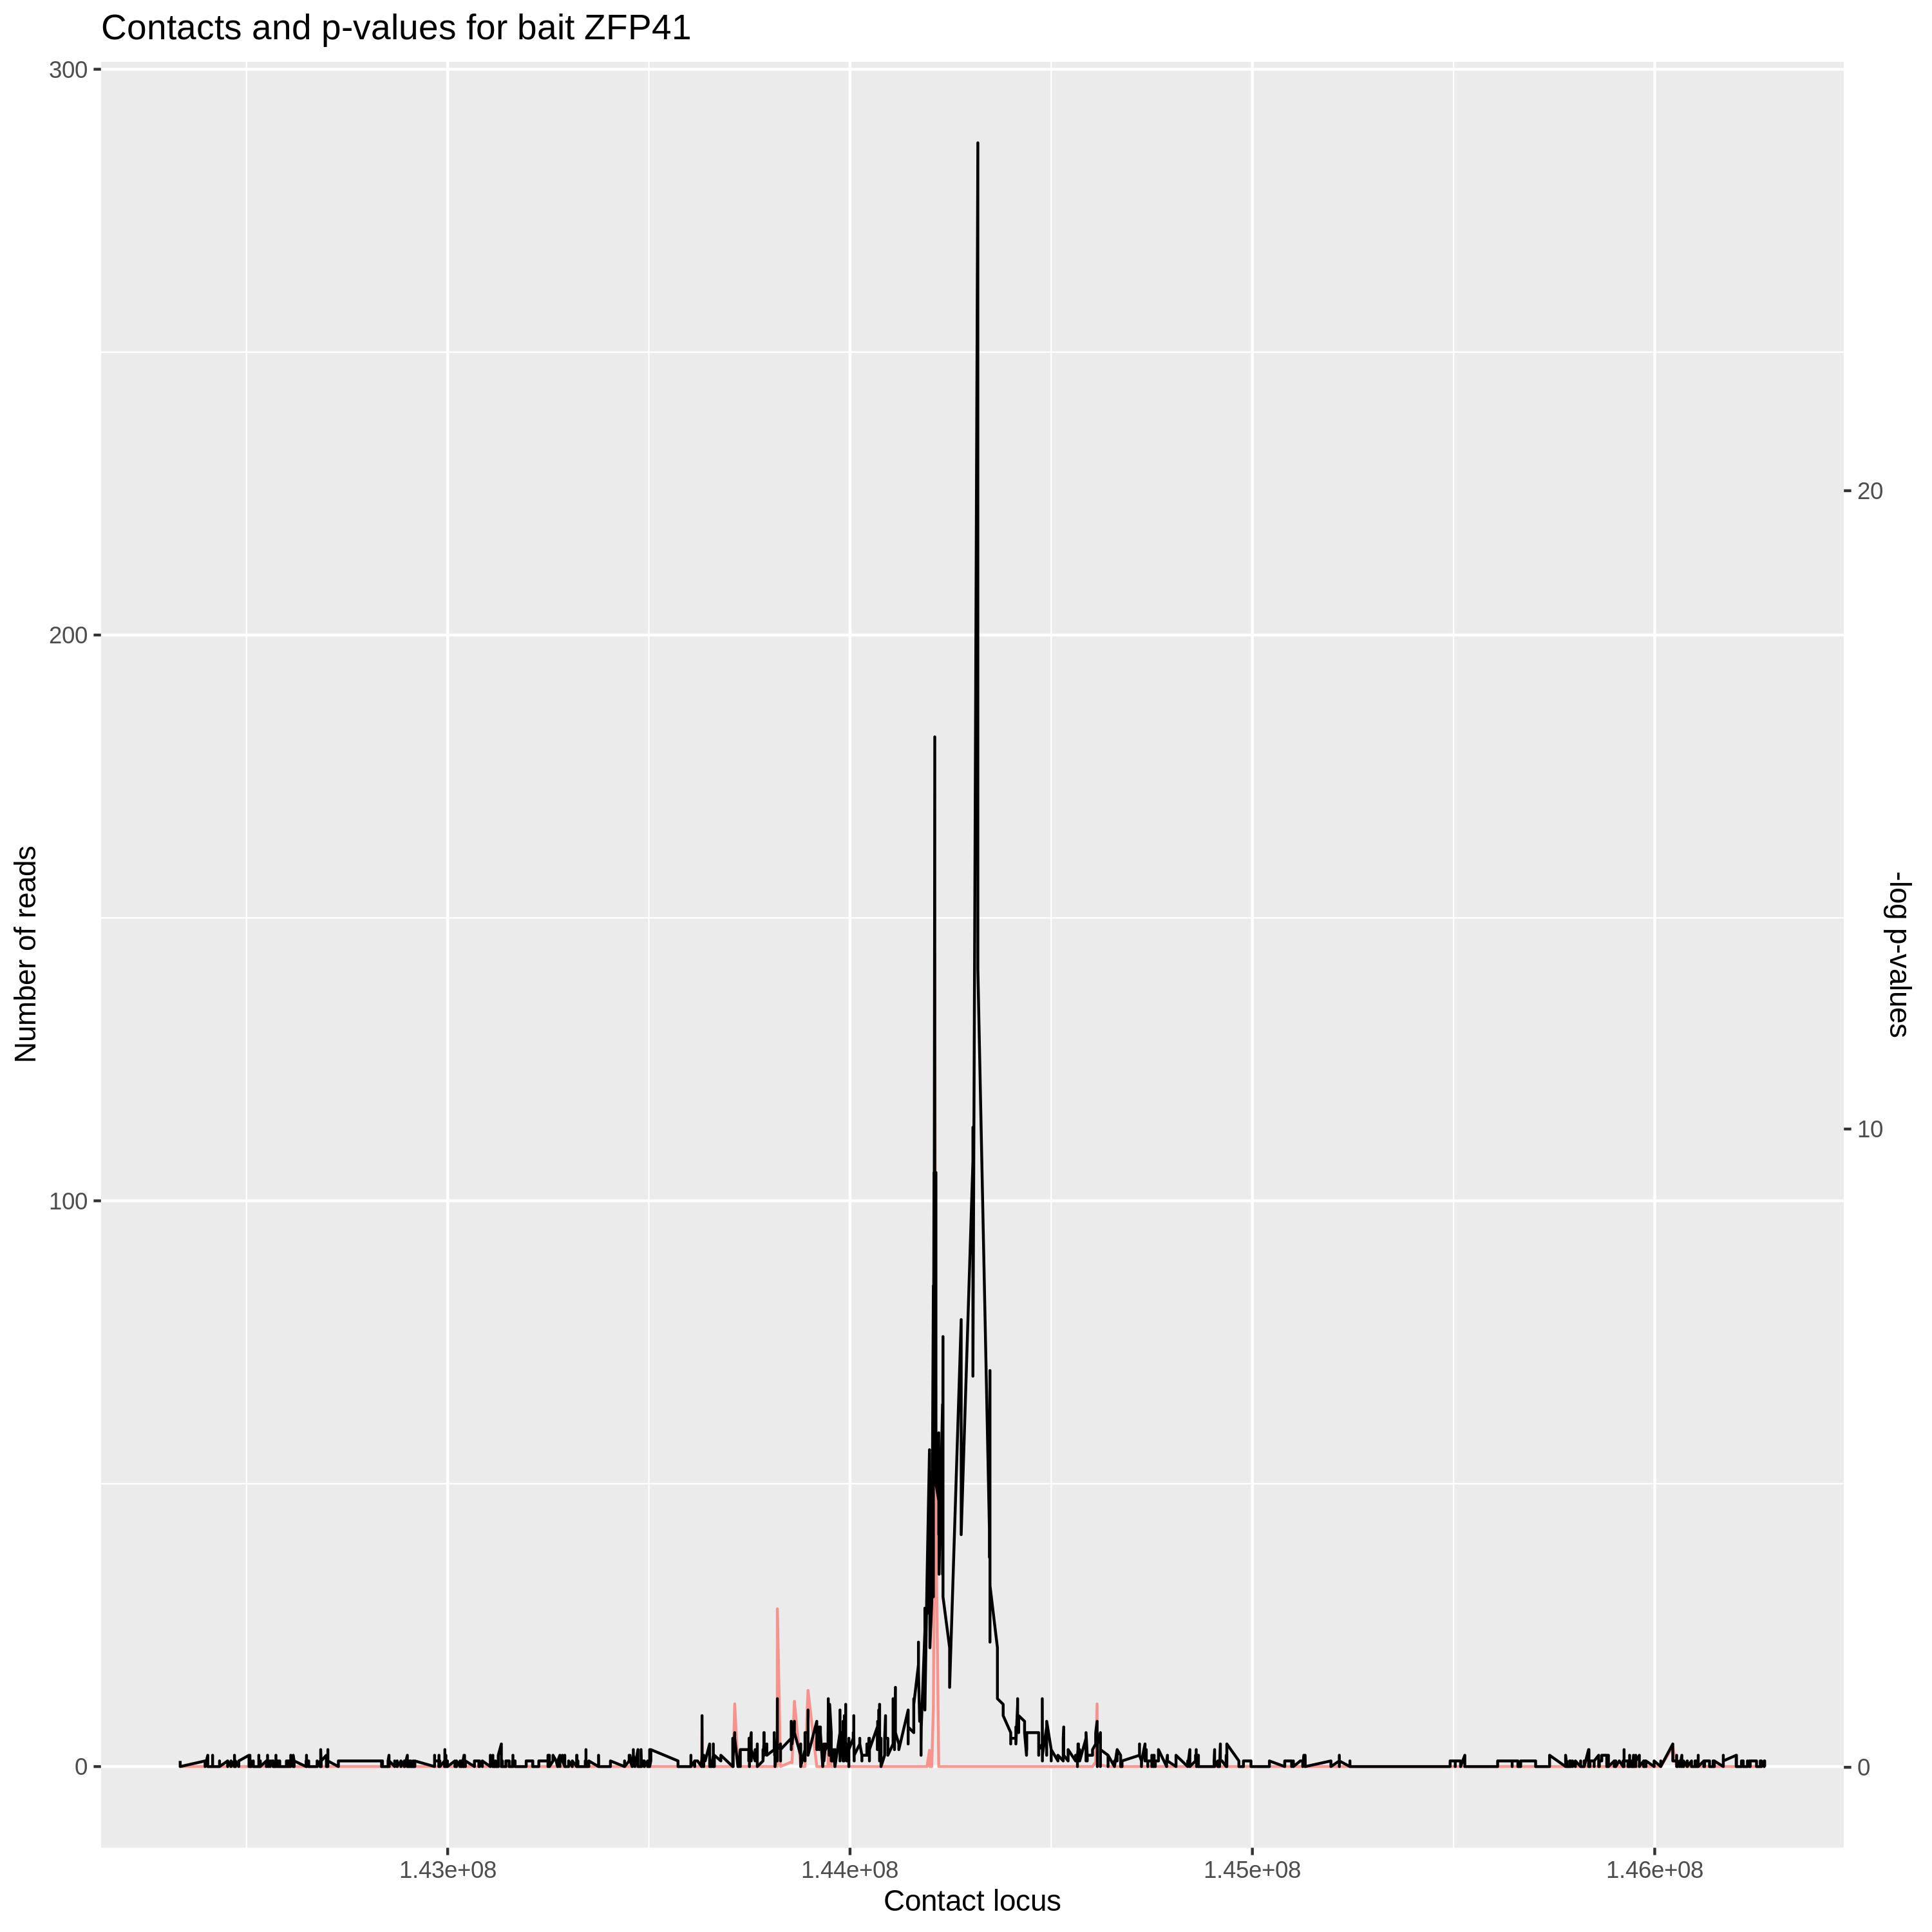 Contacts and p-values for bait ZFP41
300
200
100
0
20
10
0
Number of reads
-log p-values
1.43e+08
1.44e+08
1.45e+08
1.46e+08
Contact locus